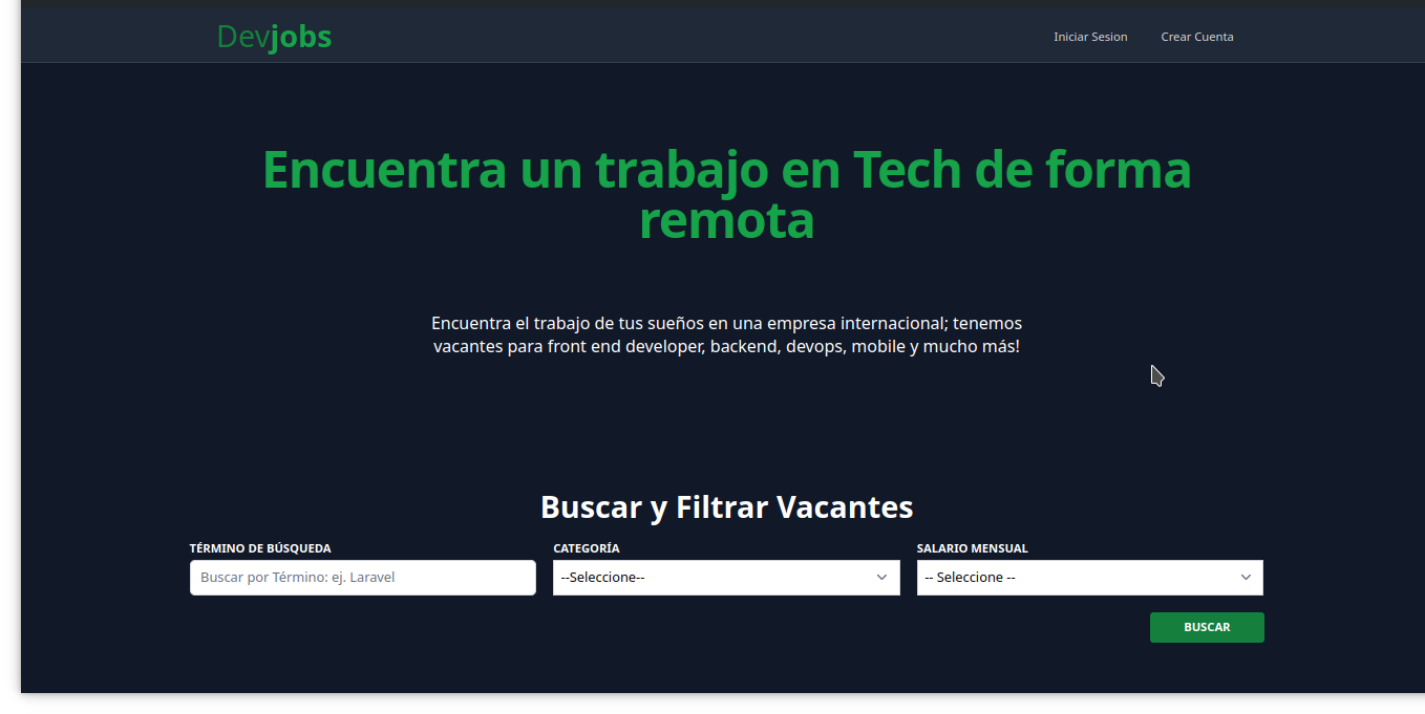 Devjobs
Iniciar Sesion
Crear Cuenta
Encuentra un trabajo en Tech de forma
remota
Encuentra el trabajo de tus sueños en una empresa internacional; tenemos
vacantes para front end developer, backend, devops, mobile y mucho más!
Buscar y Filtrar Vacantes
TÉRMINO DE BÚSQUEDA
Buscar por Término: ej. Laravel
CATEGORÍA
--Seleccione--
SALARIO MENSUAL
-- Seleccione --
BUSCAR